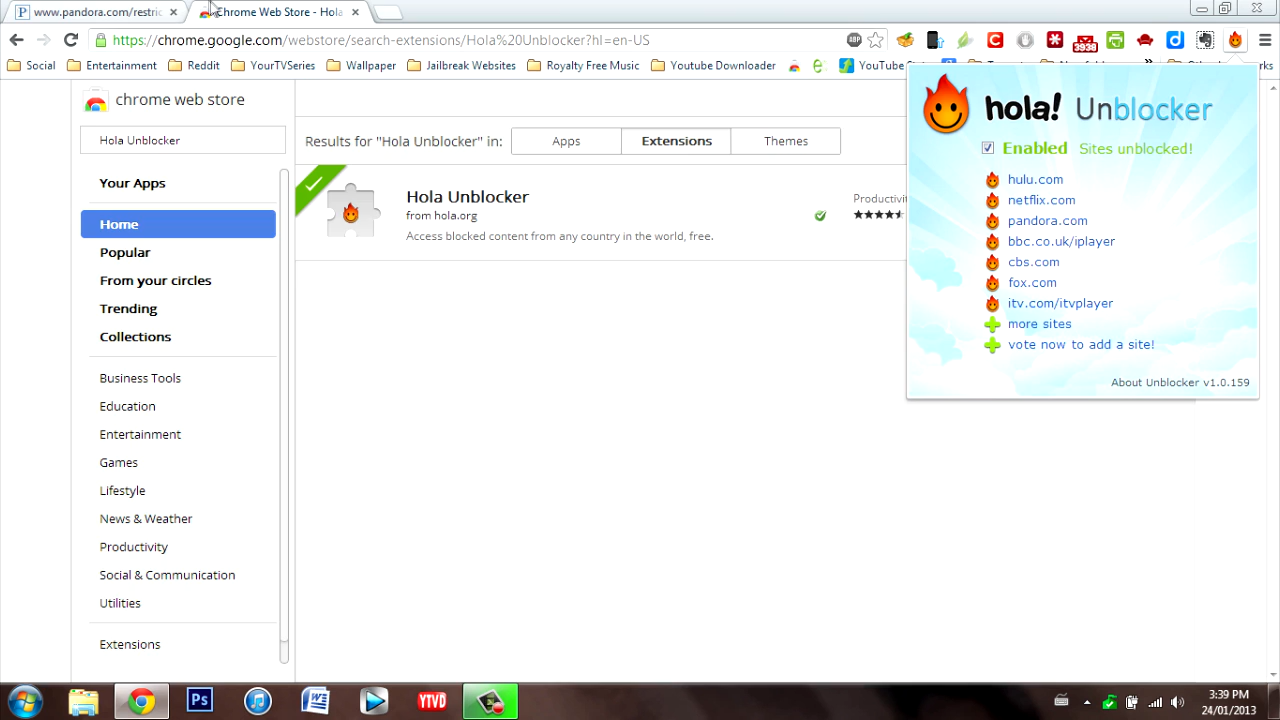 www.pandora.com/restric
Chrome Web Store - Hola
https://chrome.google.com/webstore/search-extensions/Hola%20Unblocker?hl=en-US
ABP
C
3938
d
Social
Entertainment
Reddit
YourTVSeries
Wallpaper
Jailbreak Websites
Royalty Free Music
Youtube Downloader
YouTube
chrome web store
Hola Unblocker
Results for "Hola Unblocker" in:
Apps
Extensions
Themes
Your Apps
Home
Popular
From your circles
Trending
Collections
Business Tools
Education
Entertainment
Games
Lifestyle
News & Weather
Productivity
Social & Communication
Utilities
Extensions
Hola Unblocker
from hola.org
Access blocked content from any country in the world, free.
Productivi
hola! Unblocker
Enabled Sites unblocked!
hulu.com
netflix.com
pandora.com
bbc.co.uk/iplayer
cbs.com
fox.com
itv.com/itvplayer
more sites
vote now to add a site!
About Unblocker v1.0.159
Ps
YTVD
3:39 PM
24/01/2013